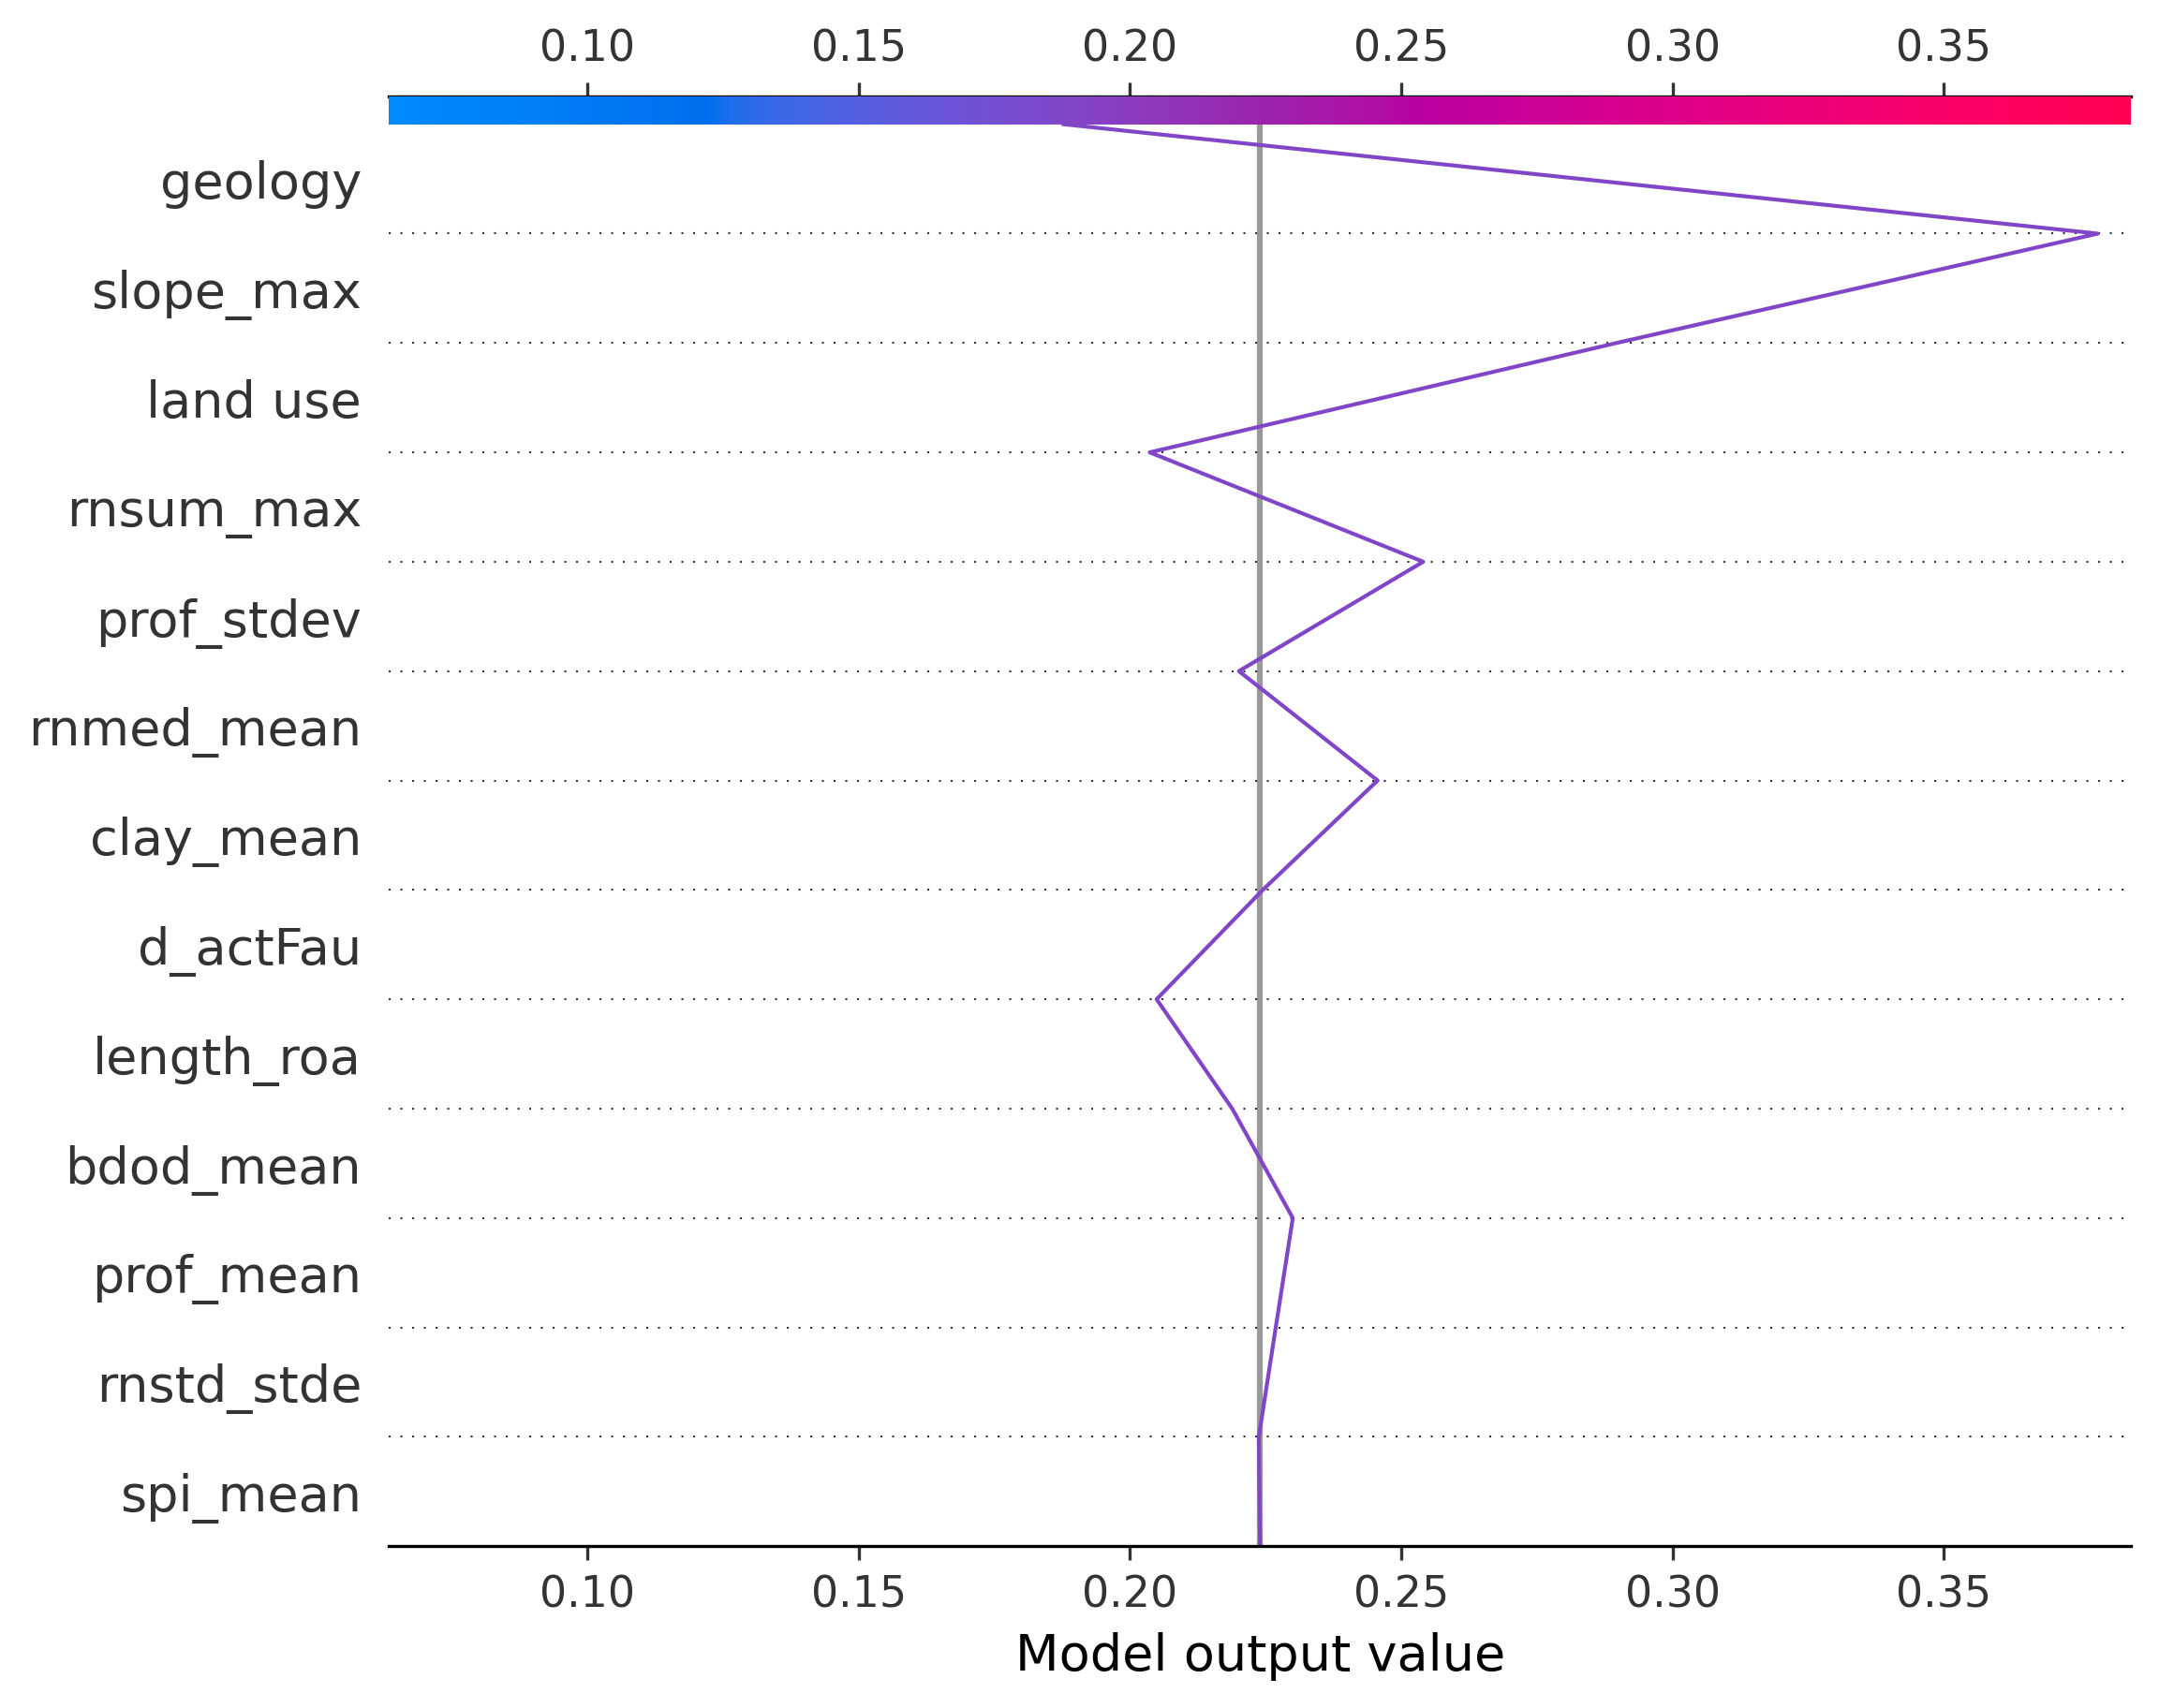 0.10 0.15 0.20 0.25 0.30 0.35
geology
slope_max
land use
rnsum_max
prof_stdev
rnmed_mean
clay_mean
d_actFau
length_roa
bdod_mean
prof_mean
rnstd_stde
spi_mean
0.10 0.15 0.20 0.25 0.30 0.35
Model output value